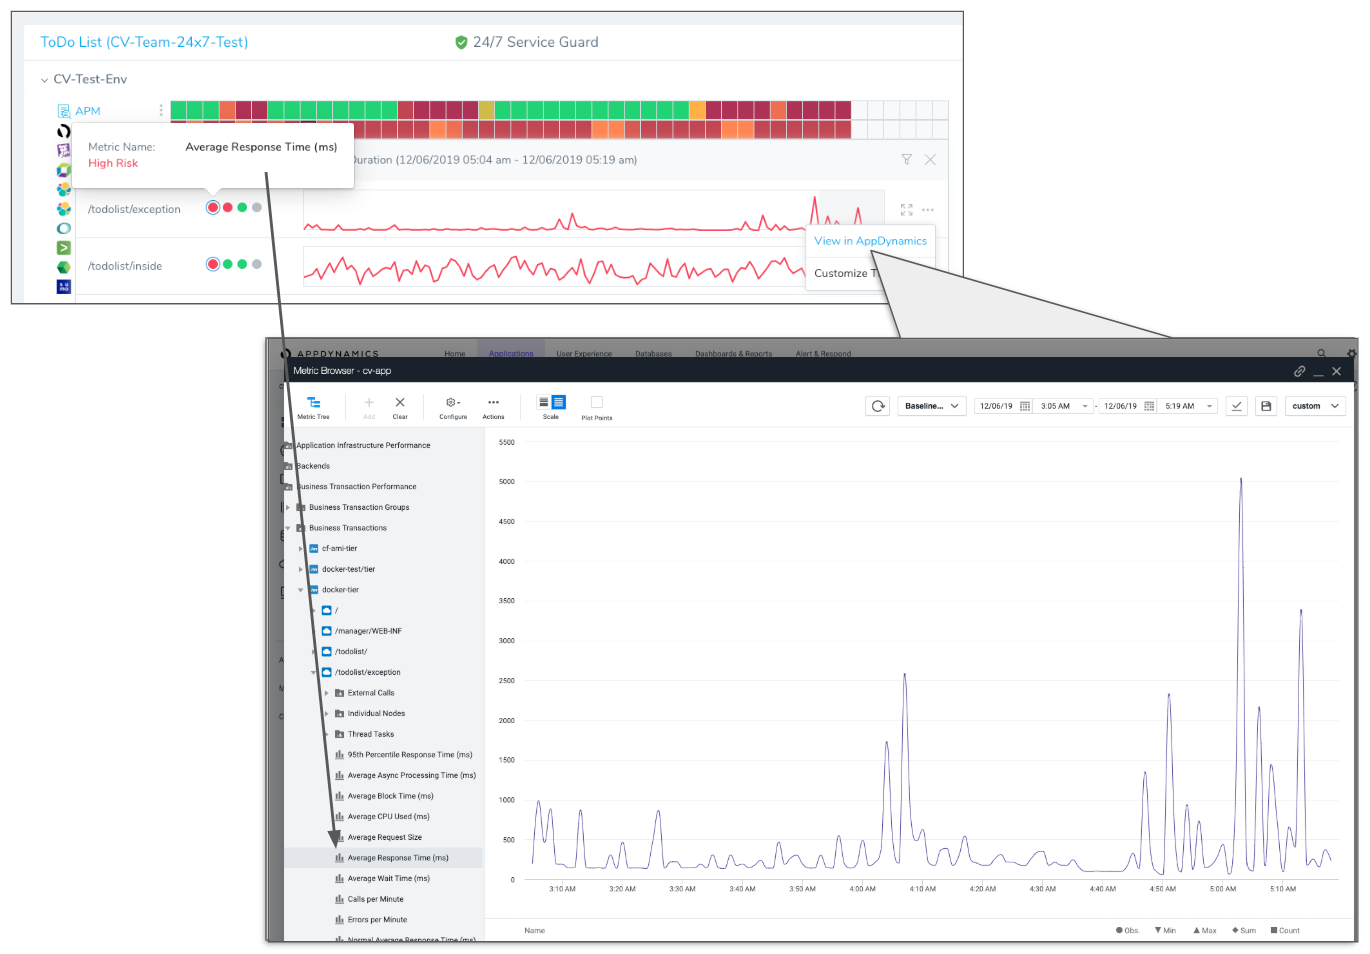 ToDo List (CV-Team-24x7-Test)
24/7 Service Guard
CV-Test-Env
APM
Metric Name: Average Response Time (ms)
High Risk
Duration (12/06/2019 05:04 am - 12/06/2019 05:19 am)
/todolist/exception
View in AppDynamics
/todolist/inside
Customize T
APPDYNAMICS
Home Applications User Experience Databases Dashboards & Reports Alert & Respond
Metric Browser - cv-app
Metric Tree Add Clear Configure Actions Scale Plot Points
Baseline... 12/06/19 3:05 AM - 12/06/19 5:19 AM custom
Application Infrastructure Performance
Backends
Business Transaction Performance
Business Transaction Groups
Business Transactions
cf-ami-tier
docker-test/tier
docker-tier
/
/manager/WEB-INF
/todolist/
/todolist/exception
External Calls
Individual Nodes
Thread Tasks
95th Percentile Response Time (ms)
Average Async Processing Time (ms)
Average Block Time (ms)
Average CPU Used (ms)
Average Request Size
Average Response Time (ms)
Average Wait Time (ms)
Calls per Minute
Errors per Minute
Normal Average Response Time (ms)
5500
5000
4500
4000
3500
3000
2500
2000
1500
1000
500
0
3:10 AM 3:20 AM 3:30 AM 3:40 AM 3:50 AM 4:00 AM 4:10 AM 4:20 AM 4:30 AM 4:40 AM 4:50 AM 5:00 AM 5:10 AM
Name Obs. Min Max Sum Count